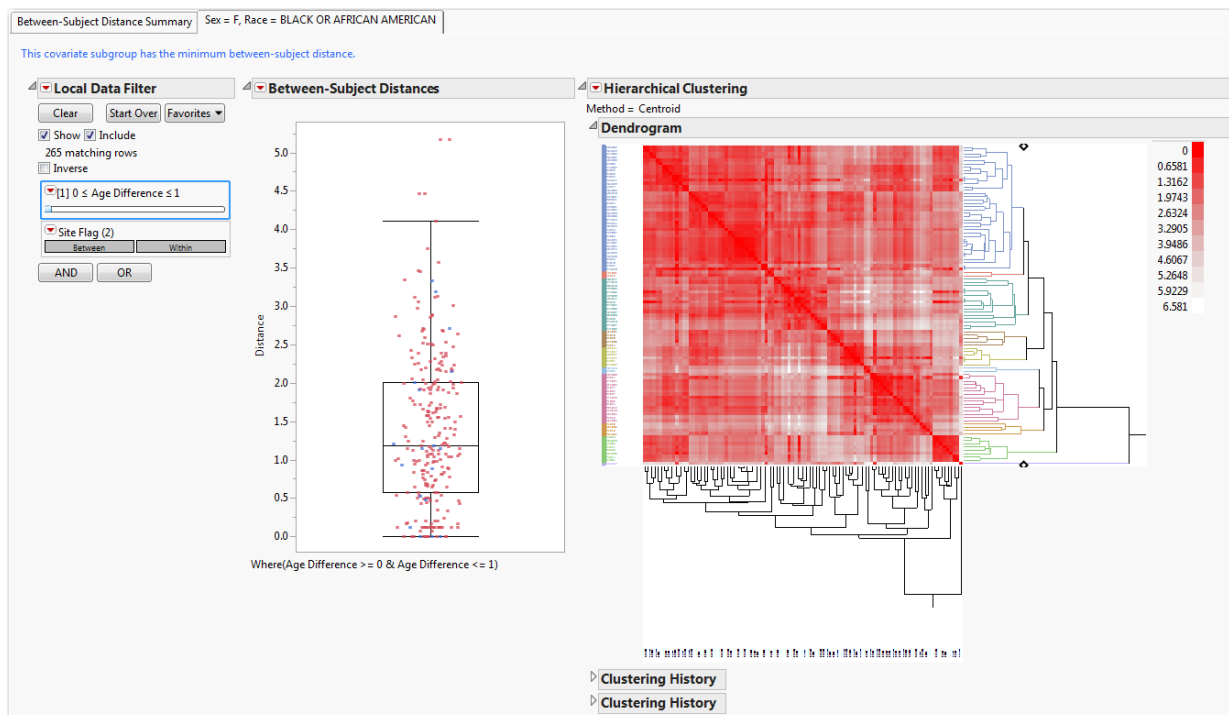 Between-Subject Distance Summary
Sex = F, Race = BLACK OR AFRICAN AMERICAN
This covariate subgroup has the minimum between-subject distance.
Local Data Filter
Clear
Start Over
Favorites
Show
Include
265 matching rows
Inverse
[1] 0 ≤ Age Difference ≤ 1
Site Flag (2)
Between
Within
AND
OR
Between-Subject Distances
Distance
5.0
4.5
4.0
3.5
3.0
2.5
2.0
1.5
1.0
0.5
0.0
Where(Age Difference >= 0 & Age Difference <= 1)
Hierarchical Clustering
Method = Centroid
Dendrogram
0
0.6581
1.3162
1.9743
2.6324
3.2905
3.9486
4.6067
5.2648
5.9229
6.581
Clustering History
Clustering History